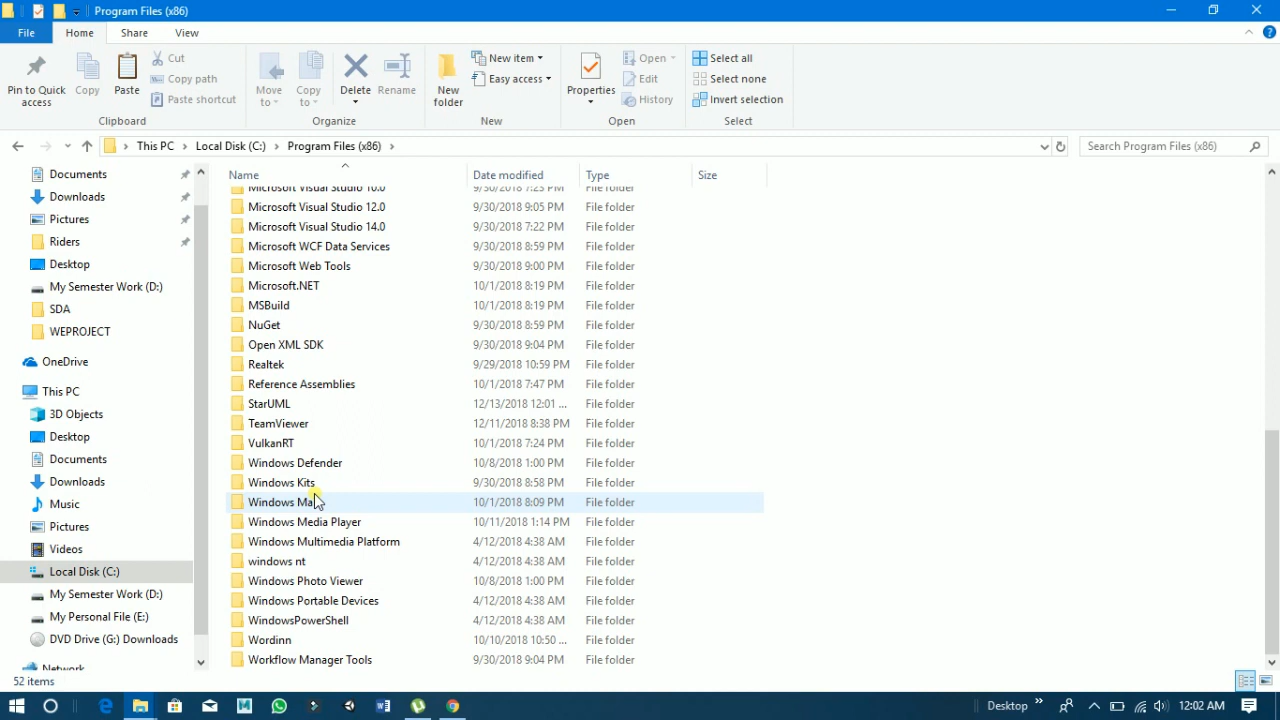 Program Files (x86)
File
Home
Share
View
Pin to Quick access
Copy
Paste
Cut
Copy path
Paste shortcut
Clipboard
Move to
Copy to
Delete
Rename
Organize
New folder
New item
Easy access
New
Properties
Open
Edit
History
Open
Select all
Select none
Invert selection
Select
This PC > Local Disk (C:) > Program Files (x86) >
Search Program Files (x86)
Documents
Downloads
Pictures
Riders
Desktop
My Semester Work (D:)
SDA
WEPROJECT
OneDrive
This PC
3D Objects
Desktop
Documents
Downloads
Music
Pictures
Videos
Local Disk (C:)
My Semester Work (D:)
My Personal File (E:)
DVD Drive (G:) Downloads
Network
Name Date modified Type Size
Microsoft Visual Studio 10.0 9/30/2018 7:23 PM File folder
Microsoft Visual Studio 12.0 9/30/2018 9:05 PM File folder
Microsoft Visual Studio 14.0 9/30/2018 7:22 PM File folder
Microsoft WCF Data Services 9/30/2018 8:59 PM File folder
Microsoft Web Tools 9/30/2018 9:00 PM File folder
Microsoft.NET 10/1/2018 8:19 PM File folder
MSBuild 10/1/2018 8:19 PM File folder
NuGet 9/30/2018 8:59 PM File folder
Open XML SDK 9/30/2018 9:04 PM File folder
Realtek 9/29/2018 10:59 PM File folder
Reference Assemblies 10/1/2018 7:47 PM File folder
StarUML 12/13/2018 12:01 ... File folder
TeamViewer 12/11/2018 8:38 PM File folder
VulkanRT 10/1/2018 7:24 PM File folder
Windows Defender 10/8/2018 1:00 PM File folder
Windows Kits 9/30/2018 8:58 PM File folder
Windows 10/1/2018 8:09 PM File folder
Windows Media Player 10/11/2018 1:14 PM File folder
Windows Multimedia Platform 4/12/2018 4:38 AM File folder
windows nt 4/12/2018 4:38 AM File folder
Windows Photo Viewer 10/8/2018 1:00 PM File folder
Windows Portable Devices 4/12/2018 4:38 AM File folder
WindowsPowerShell 4/12/2018 4:38 AM File folder
Wordinn 10/10/2018 10:50 ... File folder
Workflow Manager Tools 9/30/2018 9:04 PM File folder
52 items
Desktop
12:02 AM